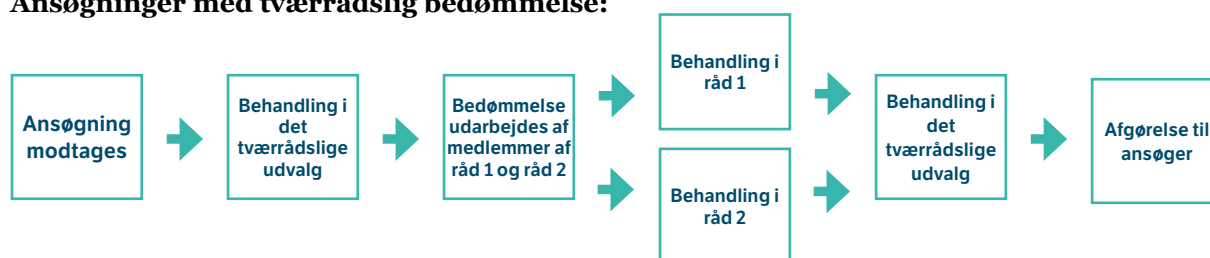 Ansøgninger med tværrådslig bedømmelse:
Ansøgning
modtages
Behandling i
det
tværrådslige
udvalg
Bedømmelse
udarbejdes af
medlemmer af
råd 1 og råd 2
Behandling i
råd 1
Behandling i
råd 2
Behandling i
det
tværrådslige
udvalg
Afgørelse til
ansøger